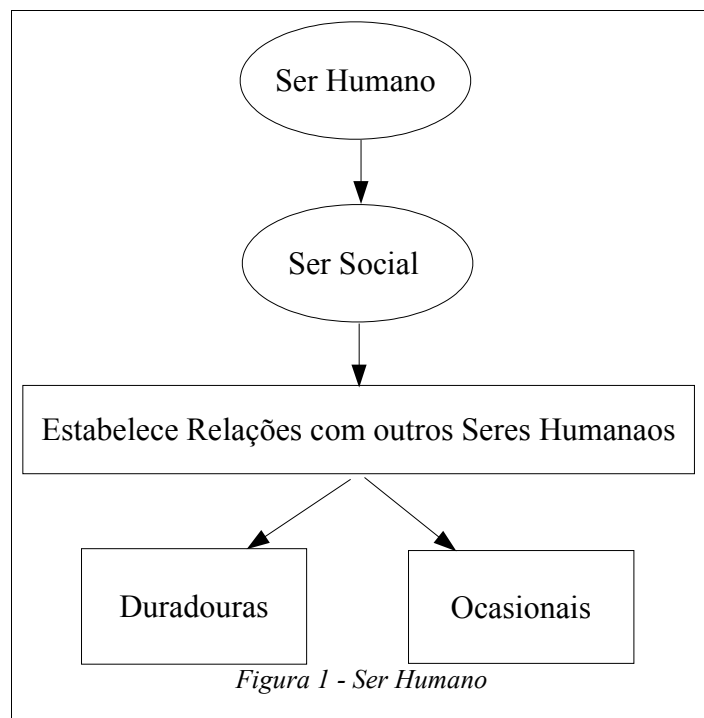 Ser Humano
Ser Social
Estabelece Relações com outros Seres Humanaos
Duradouras
Ocasionais
Figura 1 - Ser Humano